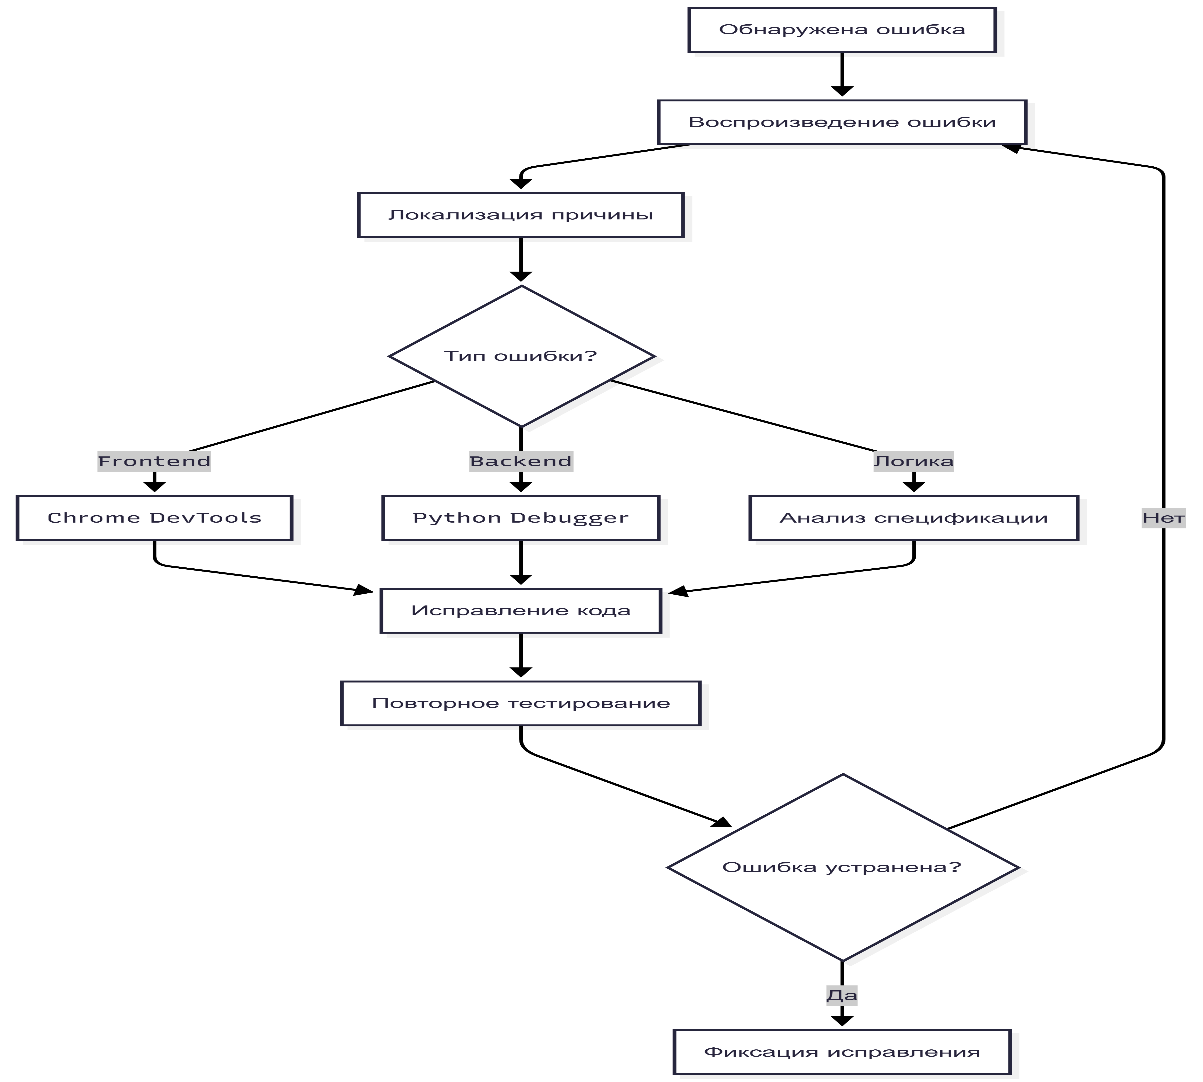 Обнаружена ошибка
Воспроизведение ошибки
Локализация причины
Тип ошибки?
Frontend
Backend
Логика
Chrome DevTools
Python Debugger
Анализ спецификации
Нет
Исправление кода
Повторное тестирование
Ошибка устранена?
Да
Фиксация исправления